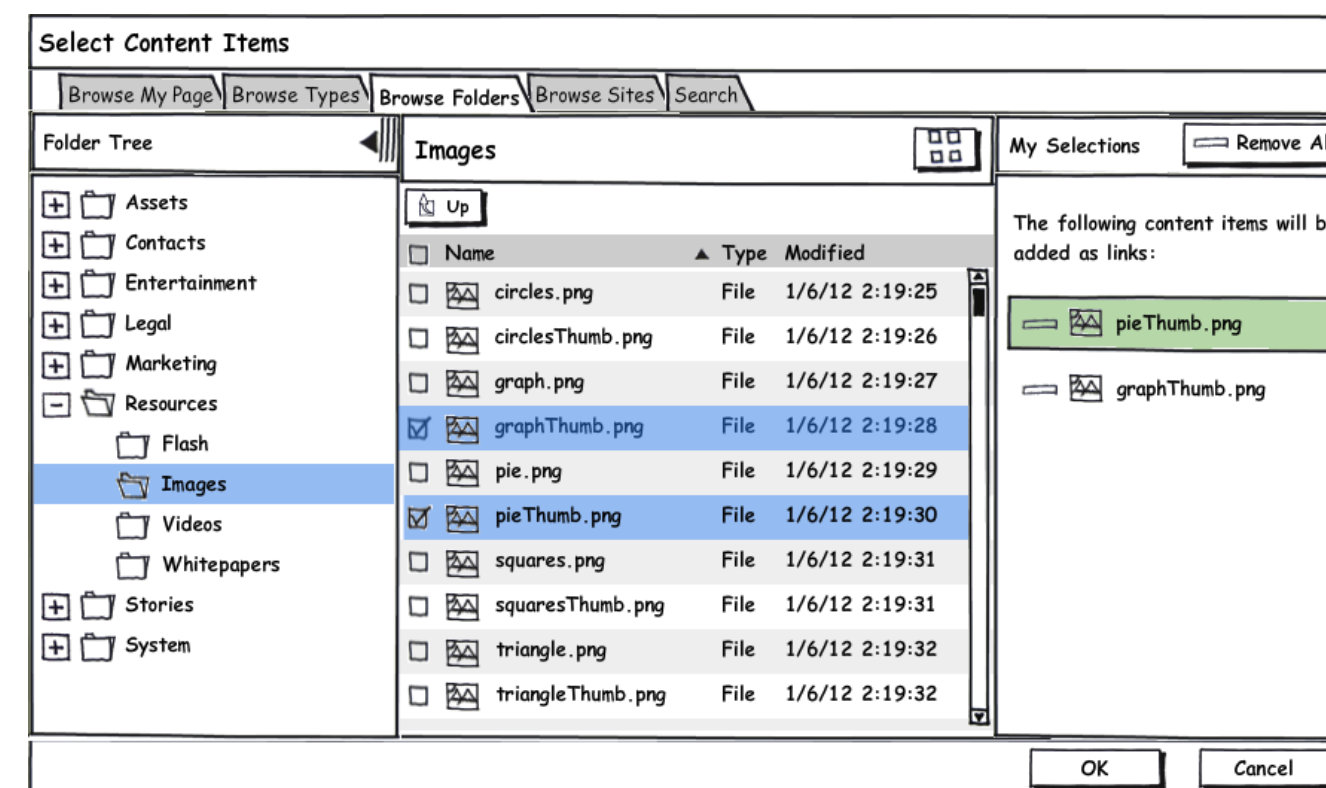 Select Content Items
Browse My Page Browse Types Browse Folders Browse Sites Search
Folder Tree
Assets
Contacts
Entertainment
Legal
Marketing
Resources
Flash
Images
Videos
Whitepapers
Stories
System
Images
Up
Name Type Modified
circles.png File 1/6/12 2:19:25
circlesThumb.png File 1/6/12 2:19:26
graph.png File 1/6/12 2:19:27
graphThumb.png File 1/6/12 2:19:28
pie.png File 1/6/12 2:19:29
pieThumb.png File 1/6/12 2:19:30
squares.png File 1/6/12 2:19:31
squaresThumb.png File 1/6/12 2:19:31
triangle.png File 1/6/12 2:19:32
triangleThumb.png File 1/6/12 2:19:32
My Selections Remove
The following content items will
added as links:
pieThumb.png
graphThumb.png
OK Cancel